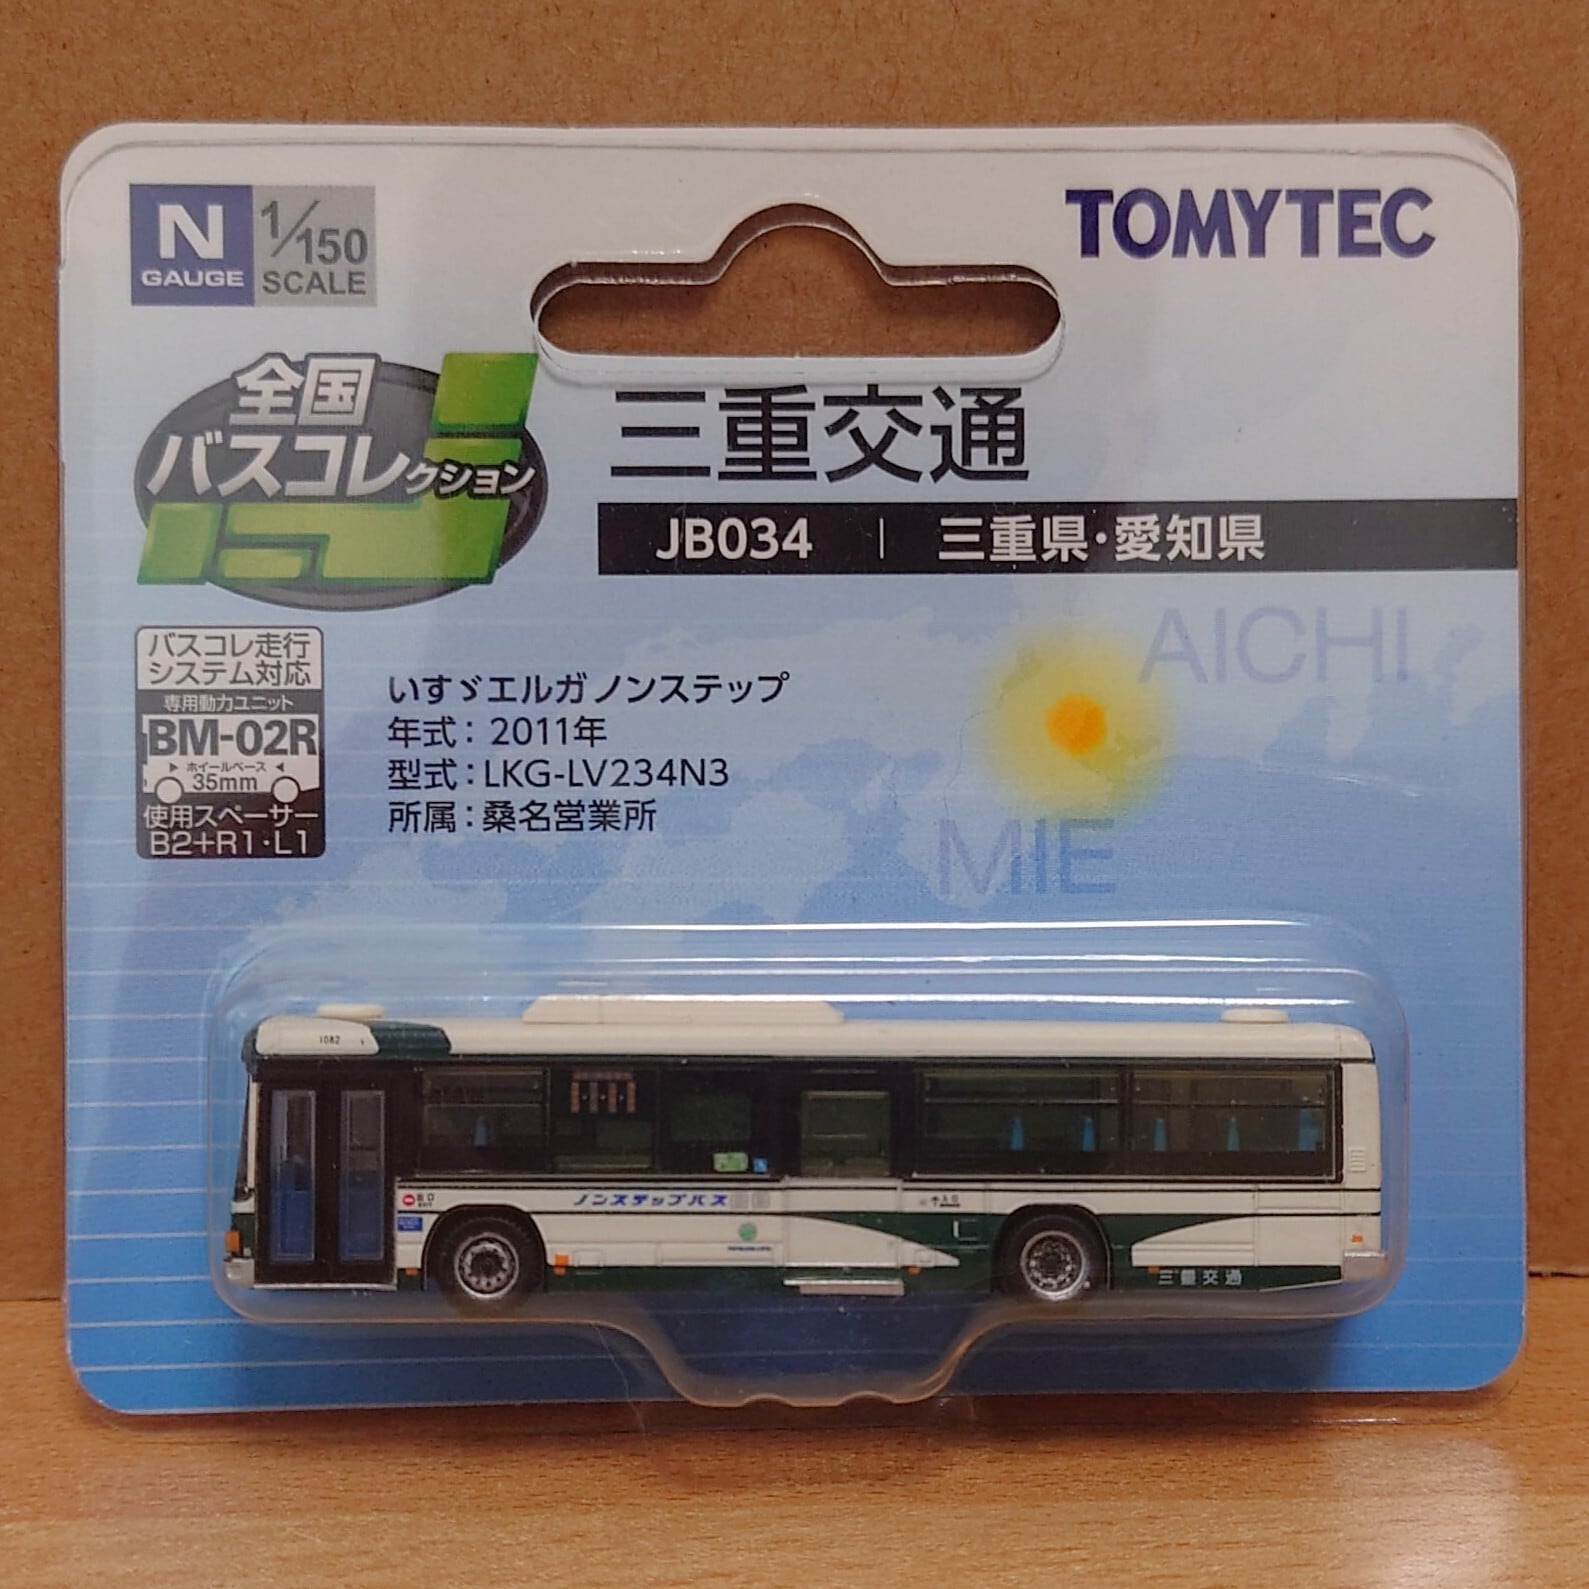 N
GAUGE
1/150
SCALE
TOMYTEC
全国
バスコレクション
三重交通
JB034 | 三重県・愛知県
AICHI
MIE
バスコレ走行
システム対応
専用動力ユニット
BM-02R
ホイールベース
35mm
使用スペーサー
B2+R1・L1
いすゞエルガノンステップ
年式：2011年
型式：LKG-LV234N3
所属：桑名営業所
1082
ノンステップバス
三重交通